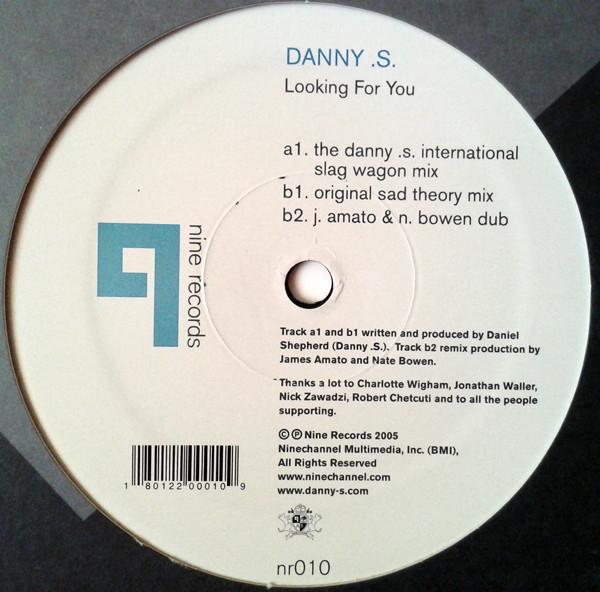 DANNY .S.
Looking For You
a1. the danny .s. international
slag wagon mix
b1. original sad theory mix
b2. j. amato & n. bowen dub
nine records
Track a1 and b1 written and produced by Daniel
Shepherd (Danny .S.). Track b2 remix production by
James Amato and Nate Bowen.
Thanks a lot to Charlotte Wigham, Jonathan Waller,
Nick Zawadzi, Robert Chetcuti and to all the people
supporting.
©℗ Nine Records 2005
Ninechannel Multimedia, Inc. (BMI),
All Rights Reserved
www.ninechannel.com
www.danny-s.com
1 80122 00010 9
nr010